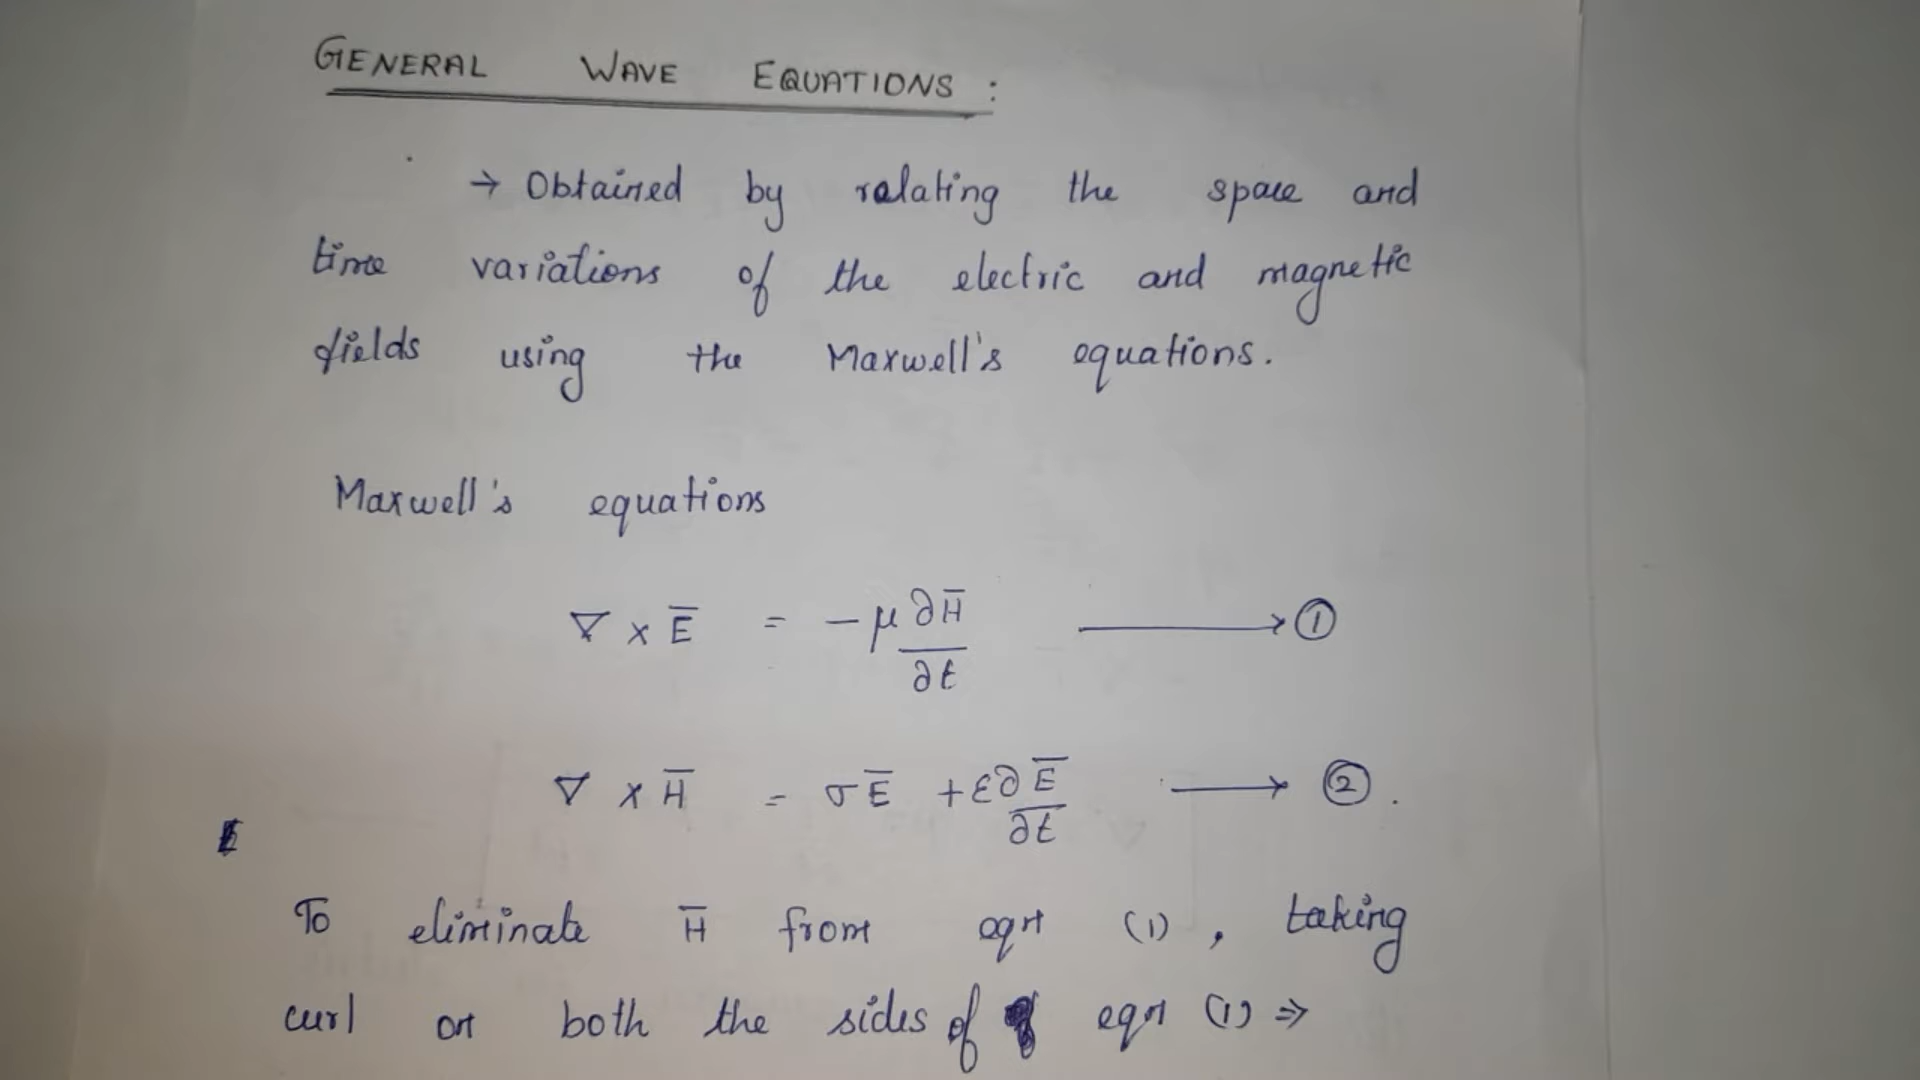 GENERAL WAVE EQUATIONS :
→ Obtained by relating the space and
time variations of the electric and magnetic
fields using the Maxwell's equations.
Maxwell's equations
∇ × E̅ = -μ ∂H̅/∂t ⟶ ①
∇ × H̅ = σE̅ + ε∂E̅/∂t ⟶ ② .
To eliminate H̅ from eqn (1) , taking
curl on both the sides of eqn (1) ⇒